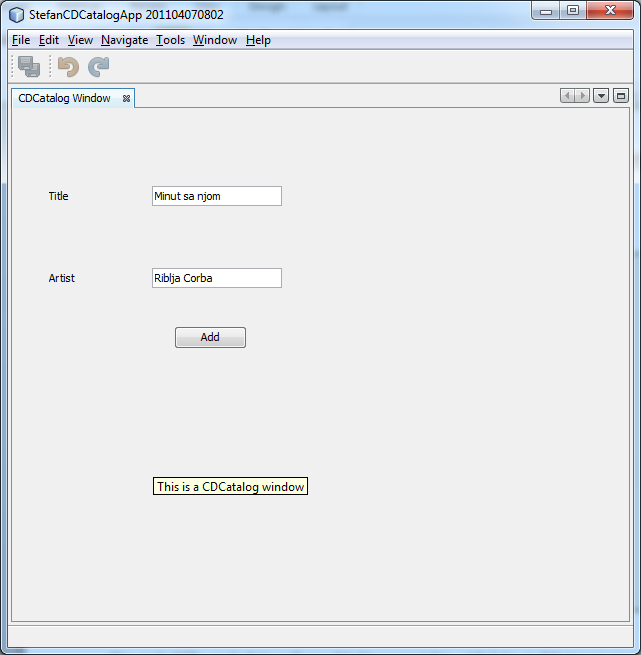 StefanCDCatalogApp 201104070802
File Edit View Navigate Tools Window Help
CDCatalog Window
Title Minut sa njom
Artist Riblja Corba
Add
This is a CDCatalog window